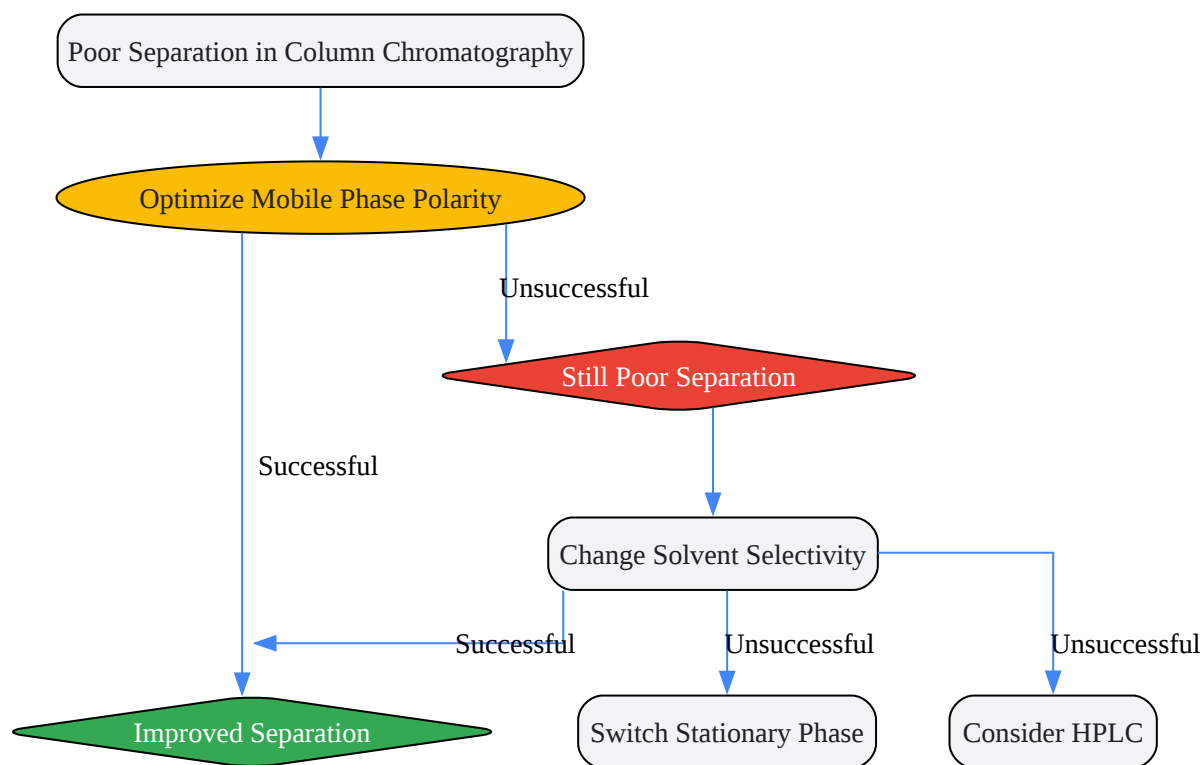 Poor Separation in Column Chromatography
Optimize Mobile Phase Polarity
Unsuccessful
Still Poor Separation
Successful
Change Solvent Selectivity
Successful
Unsuccessful
Unsuccessful
Improved Separation
Switch Stationary Phase
Consider HPLC